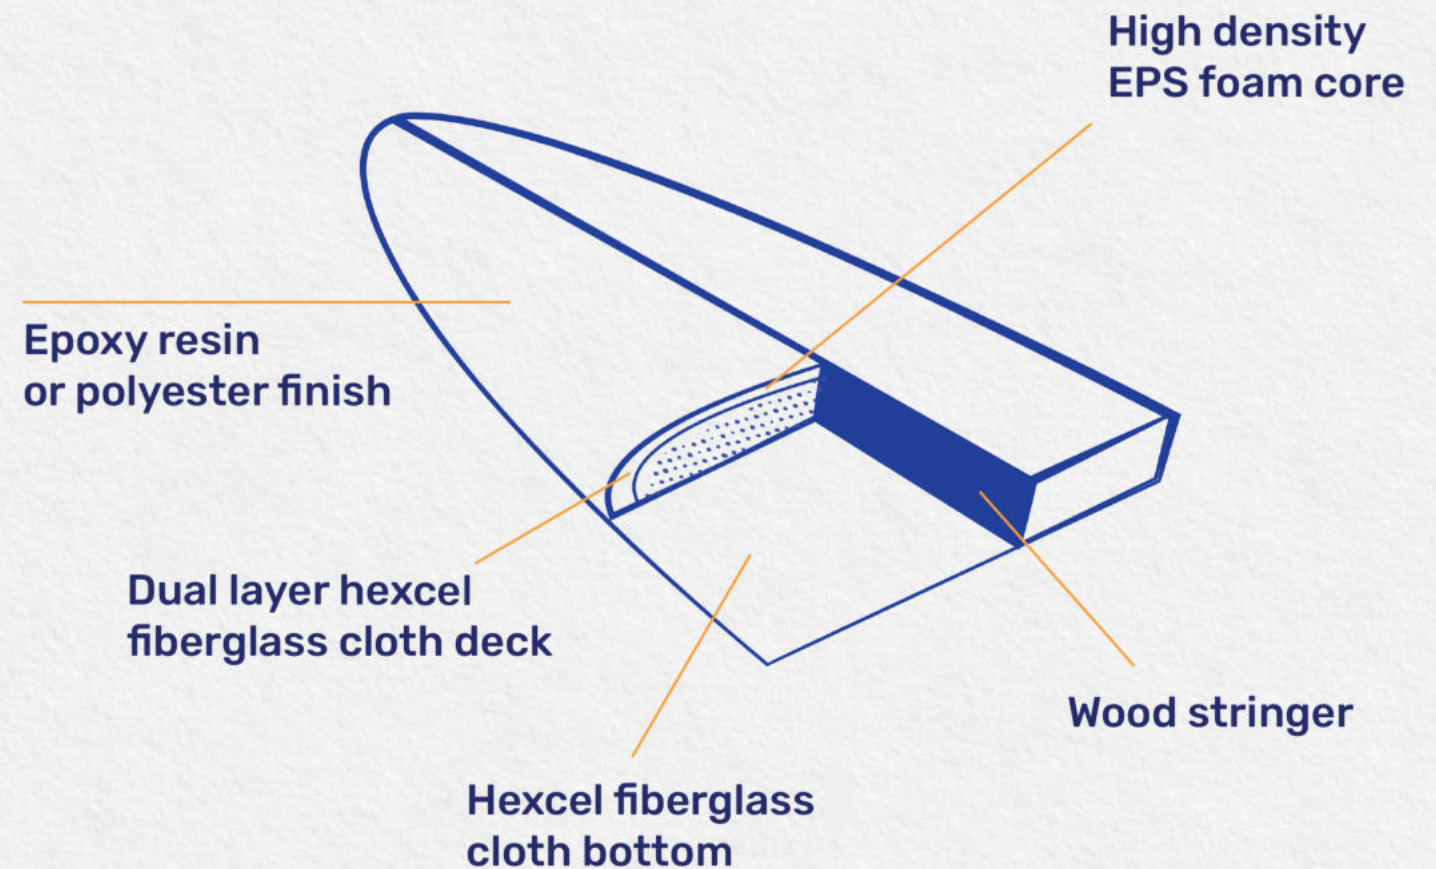 High density
EPS foam core
Epoxy resin
or polyester finish
Dual layer hexcel
fiberglass cloth deck
Wood stringer
Hexcel fiberglass
cloth bottom